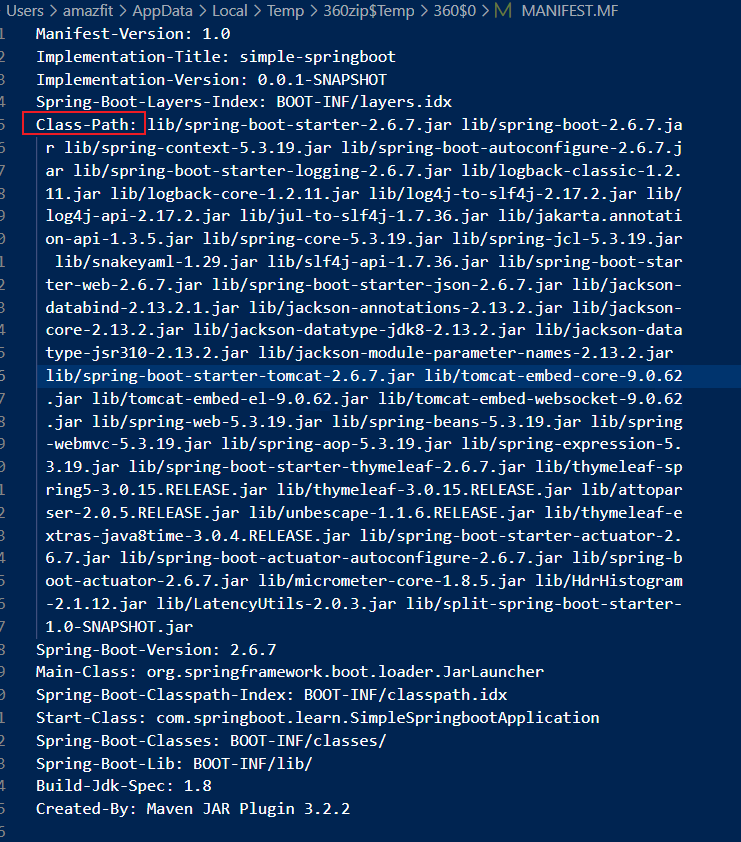 Users > amazfit > AppData > Local > Temp > 360zip$Temp > 360$0 > MANIFEST.MF
1 Manifest-Version: 1.0
2 Implementation-Title: simple-springboot
3 Implementation-Version: 0.0.1-SNAPSHOT
4 Spring-Boot-Layers-Index: BOOT-INF/layers.idx
5 Class-Path: lib/spring-boot-starter-2.6.7.jar lib/spring-boot-2.6.7.ja
6 r lib/spring-context-5.3.19.jar lib/spring-boot-autoconfigure-2.6.7.j
7 ar lib/spring-boot-starter-logging-2.6.7.jar lib/logback-classic-1.2.
8 11.jar lib/logback-core-1.2.11.jar lib/log4j-to-slf4j-2.17.2.jar lib/
9 log4j-api-2.17.2.jar lib/jul-to-slf4j-1.7.36.jar lib/jakarta.annotati
0 on-api-1.3.5.jar lib/spring-core-5.3.19.jar lib/spring-jcl-5.3.19.jar
1 lib/snakeyaml-1.29.jar lib/slf4j-api-1.7.36.jar lib/spring-boot-star
2 ter-web-2.6.7.jar lib/spring-boot-starter-json-2.6.7.jar lib/jackson-
3 databind-2.13.2.1.jar lib/jackson-annotations-2.13.2.jar lib/jackson-
4 core-2.13.2.jar lib/jackson-datatype-jdk8-2.13.2.jar lib/jackson-data
5 type-jsr310-2.13.2.jar lib/jackson-module-parameter-names-2.13.2.jar
6 lib/spring-boot-starter-tomcat-2.6.7.jar lib/tomcat-embed-core-9.0.62
7 .jar lib/tomcat-embed-el-9.0.62.jar lib/tomcat-embed-websocket-9.0.62
8 .jar lib/spring-web-5.3.19.jar lib/spring-beans-5.3.19.jar lib/spring
9 -webmvc-5.3.19.jar lib/spring-aop-5.3.19.jar lib/spring-expression-5.
0 3.19.jar lib/spring-boot-starter-thymeleaf-2.6.7.jar lib/thymeleaf-sp
1 ring5-3.0.15.RELEASE.jar lib/thymeleaf-3.0.15.RELEASE.jar lib/attopar
2 ser-2.0.5.RELEASE.jar lib/unbescape-1.1.6.RELEASE.jar lib/thymeleaf-e
3 xtras-java8time-3.0.4.RELEASE.jar lib/spring-boot-starter-actuator-2.
4 6.7.jar lib/spring-boot-actuator-autoconfigure-2.6.7.jar lib/spring-b
5 oot-actuator-2.6.7.jar lib/micrometer-core-1.8.5.jar lib/HdrHistogram
6 -2.1.12.jar lib/LatencyUtils-2.0.3.jar lib/split-spring-boot-starter-
7 1.0-SNAPSHOT.jar
8 Spring-Boot-Version: 2.6.7
9 Main-Class: org.springframework.boot.loader.JarLauncher
0 Spring-Boot-Classpath-Index: BOOT-INF/classpath.idx
1 Start-Class: com.springboot.learn.SimpleSpringbootApplication
2 Spring-Boot-Classes: BOOT-INF/classes/
3 Spring-Boot-Lib: BOOT-INF/lib/
4 Build-Jdk-Spec: 1.8
5 Created-By: Maven JAR Plugin 3.2.2
6